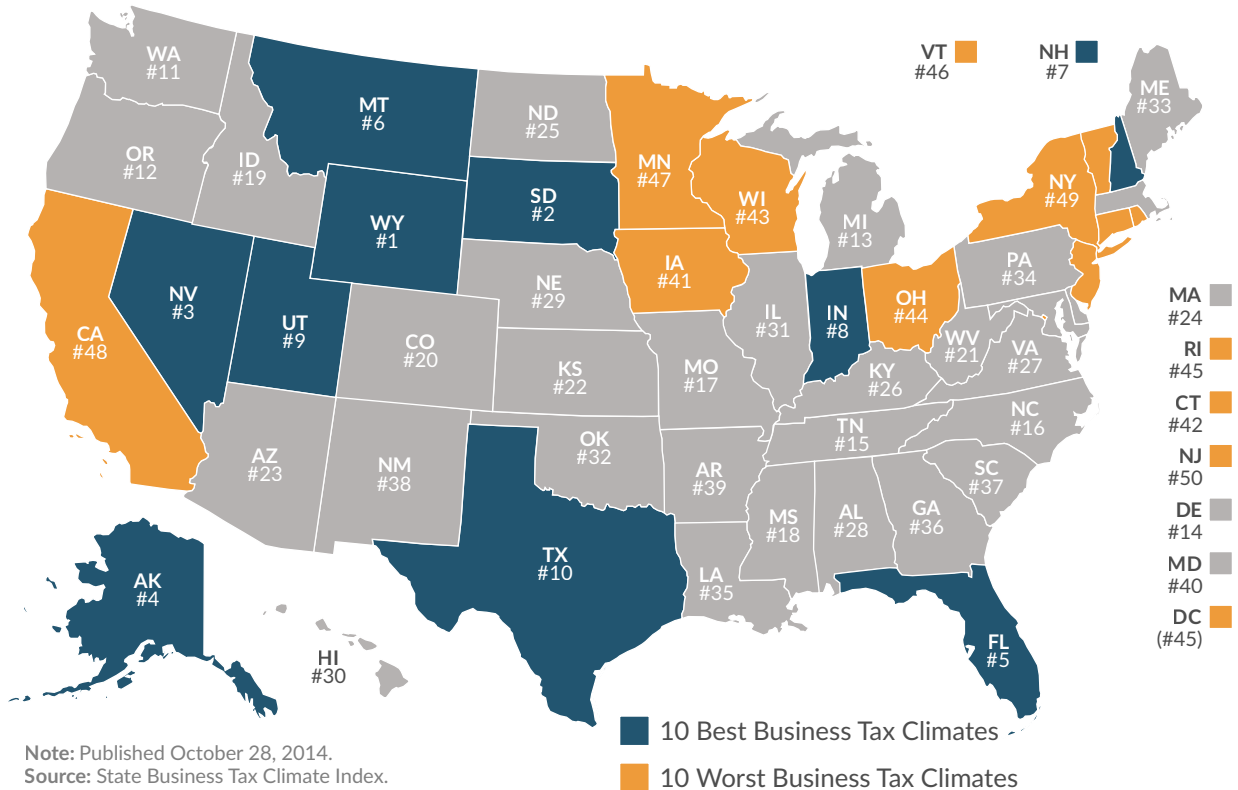 VT
#46
NH
#7
WA
#11
MT
#6
ND
#25
MN
#47
ME
#33
OR
#12
ID
#19
SD
#2
WI
#43
NY
#49
WY
#1
MI
#13
IA
#41
PA
#34
NV
#3
NE
#29
CA
#48
UT
#9
IL
#31
IN
#8
OH
#44
CO
#20
WV
#21
VA
#27
KS
#22
MO
#17
KY
#26
NC
#16
TN
#15
AZ
#23
NM
#38
OK
#32
AR
#39
SC
#37
MS
#18
AL
#28
GA
#36
TX
#10
LA
#35
AK
#4
HI
#30
FL
#5
MA
#24
RI
#45
CT
#42
NJ
#50
DE
#14
MD
#40
DC
(#45)
10 Best Business Tax Climates
10 Worst Business Tax Climates
Note: Published October 28, 2014.
Source: State Business Tax Climate Index.